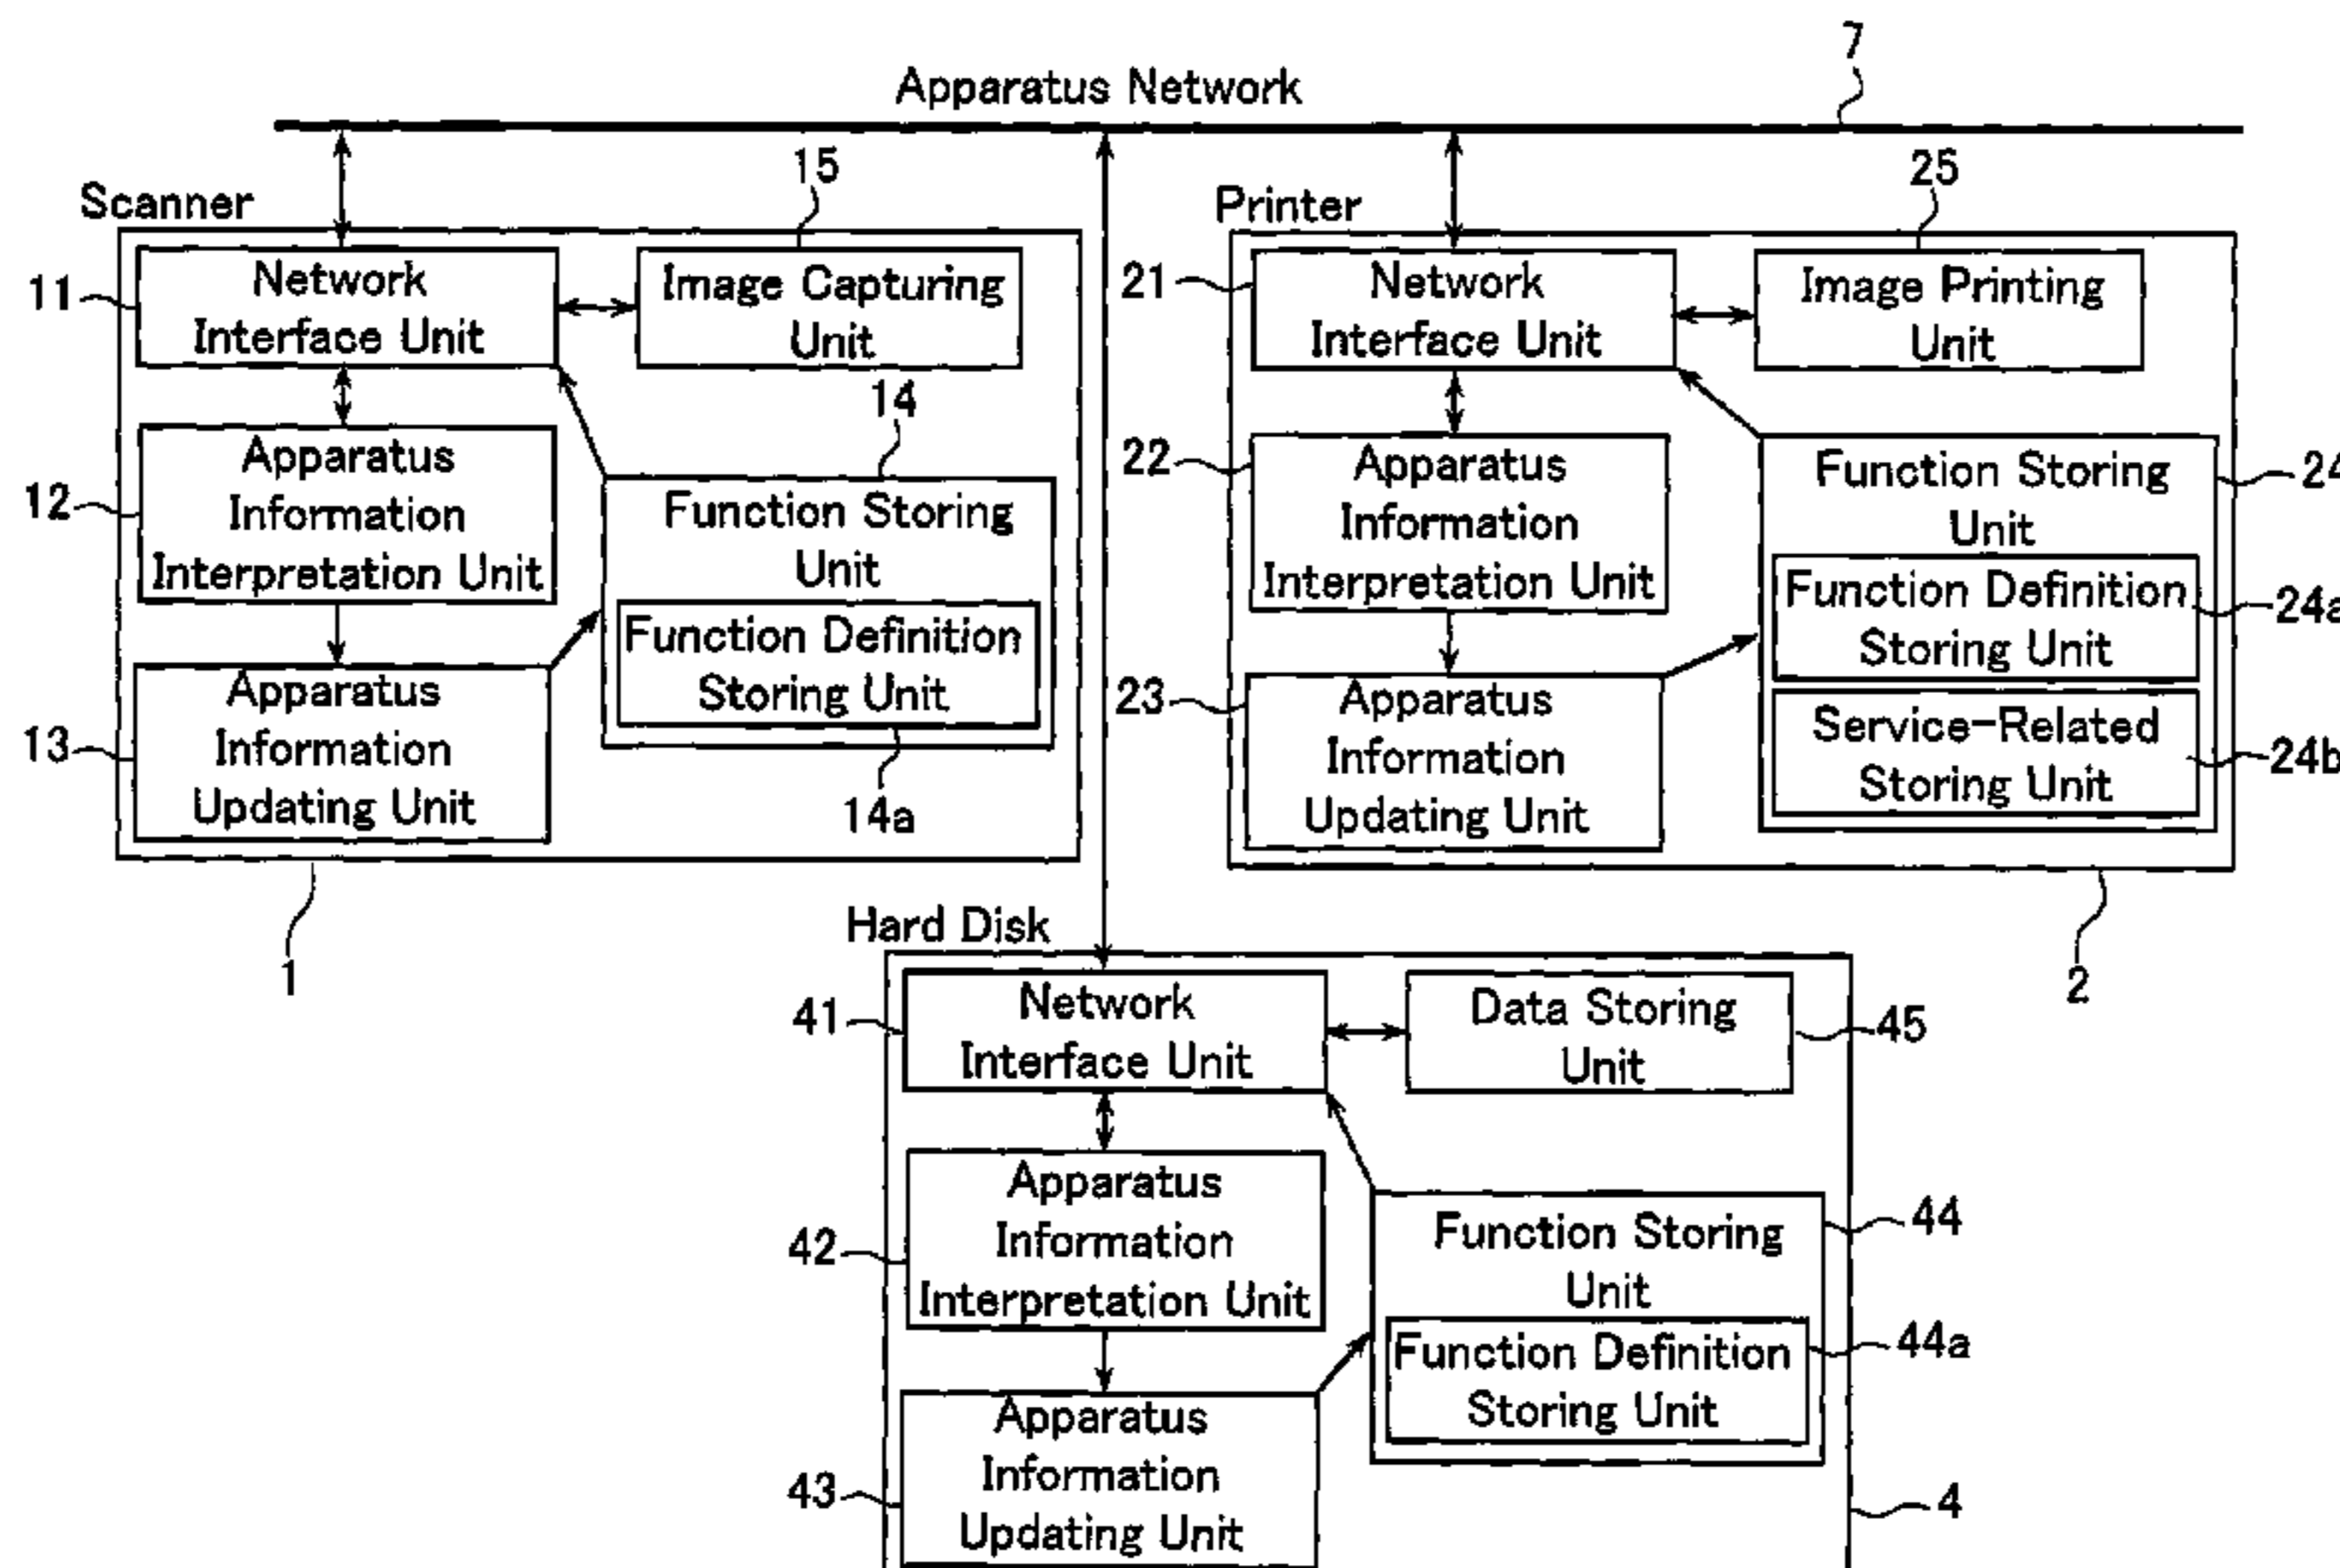 7
Apparatus Network
Scanner
15
11
Network
Interface Unit
Image Capturing
Unit
12
Apparatus
Information
Interpretation Unit
14
Function Storing
Unit
Function Definition
Storing Unit
14a
13
Apparatus
Information
Updating Unit
1
Printer
25
21
Network
Interface Unit
Image Printing
Unit
22
Apparatus
Information
Interpretation Unit
Function Storing
Unit
24
Function Definition
Storing Unit
24a
23
Apparatus
Information
Updating Unit
Service-Related
Storing Unit
24b
2
Hard Disk
41
Network
Interface Unit
Data Storing
Unit
45
42
Apparatus
Information
Interpretation Unit
Function Storing
Unit
44
Function Definition
Storing Unit
44a
43
Apparatus
Information
Updating Unit
4